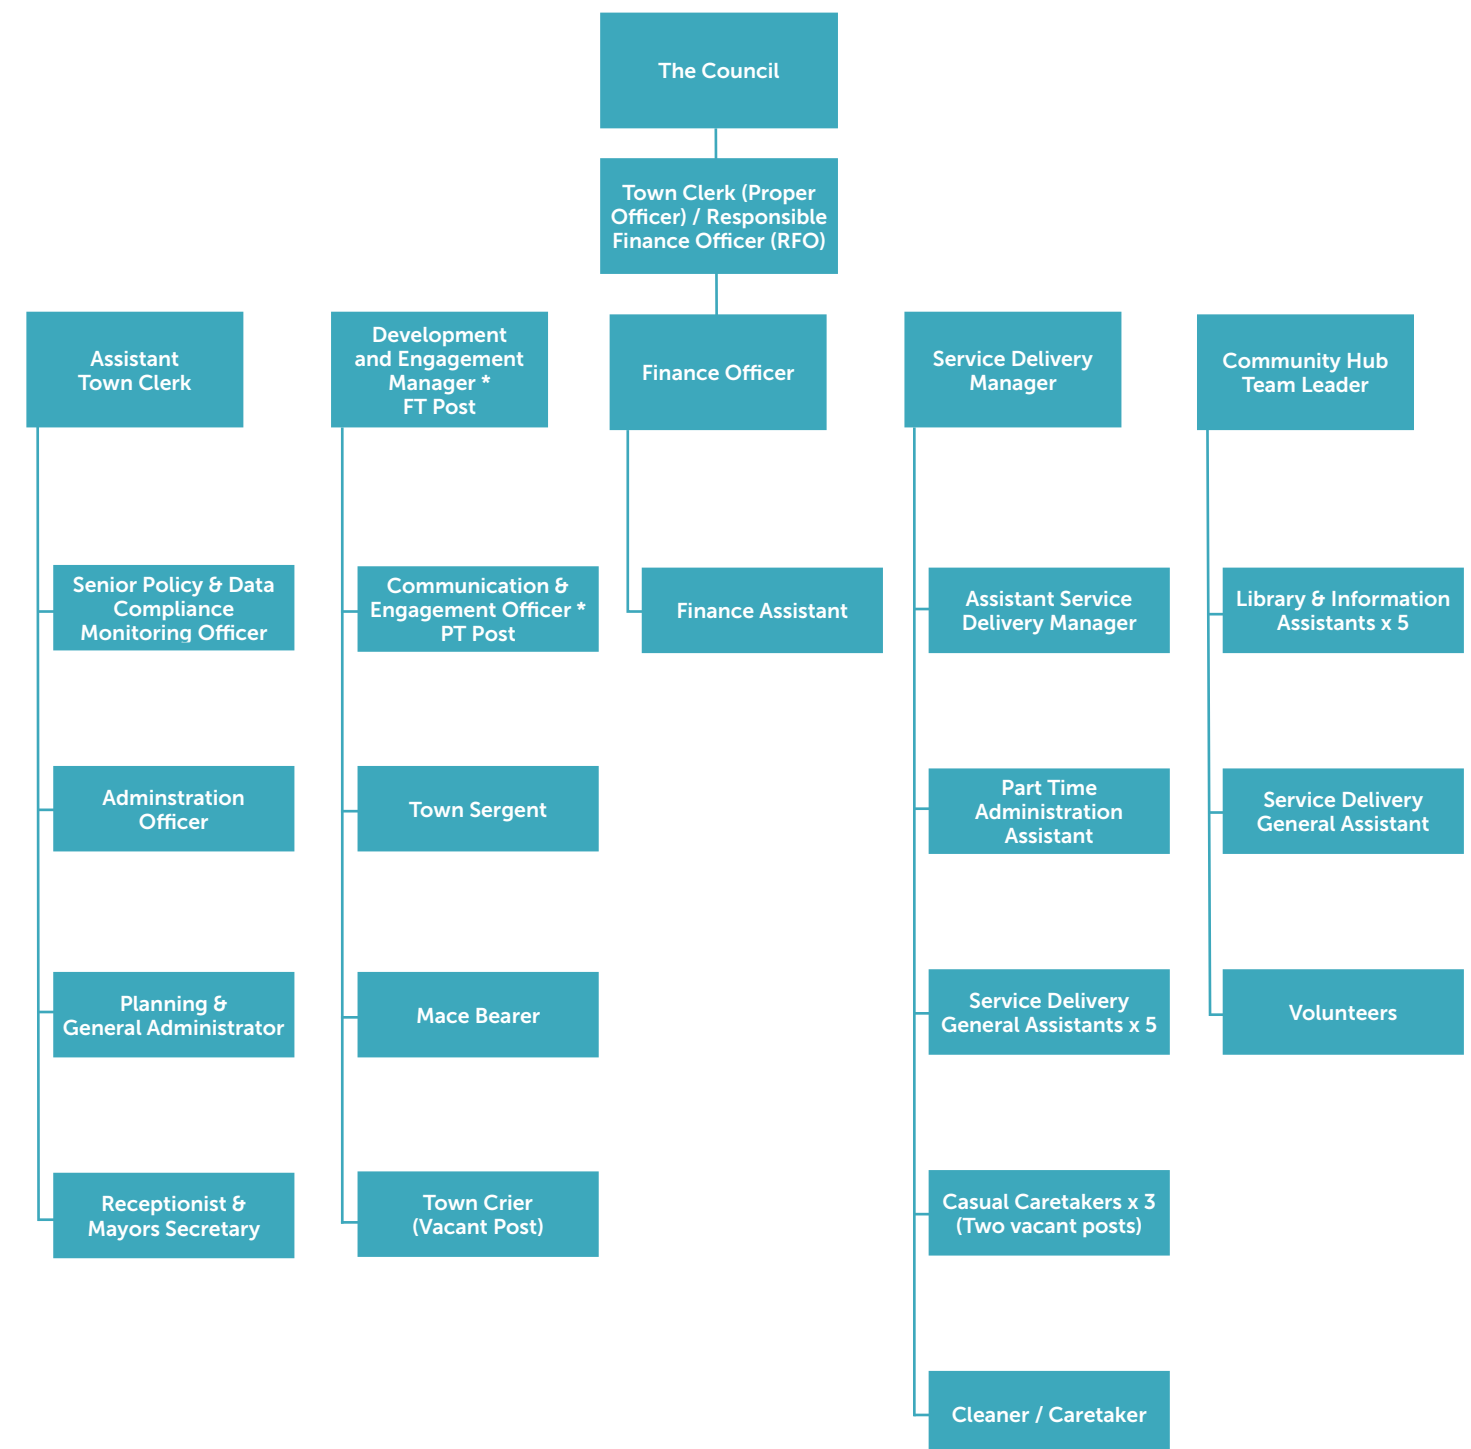 The Council
Town Clerk (Proper
Officer) / Responsible
Finance Officer (RFO)
Assistant
Town Clerk
Development
and Engagement
Manager *
FT Post
Finance Officer
Service Delivery
Manager
Community Hub
Team Leader
Senior Policy & Data
Compliance
Monitoring Officer
Communication &
Engagement Officer *
PT Post
Finance Assistant
Assistant Service
Delivery Manager
Library & Information
Assistants x 5
Adminstration
Officer
Town Sergent
Part Time
Administration
Assistant
Service Delivery
General Assistant
Planning &
General Administrator
Mace Bearer
Service Delivery
General Assistants x 5
Volunteers
Receptionist &
Mayors Secretary
Town Crier
(Vacant Post)
Casual Caretakers x 3
(Two vacant posts)
Cleaner / Caretaker